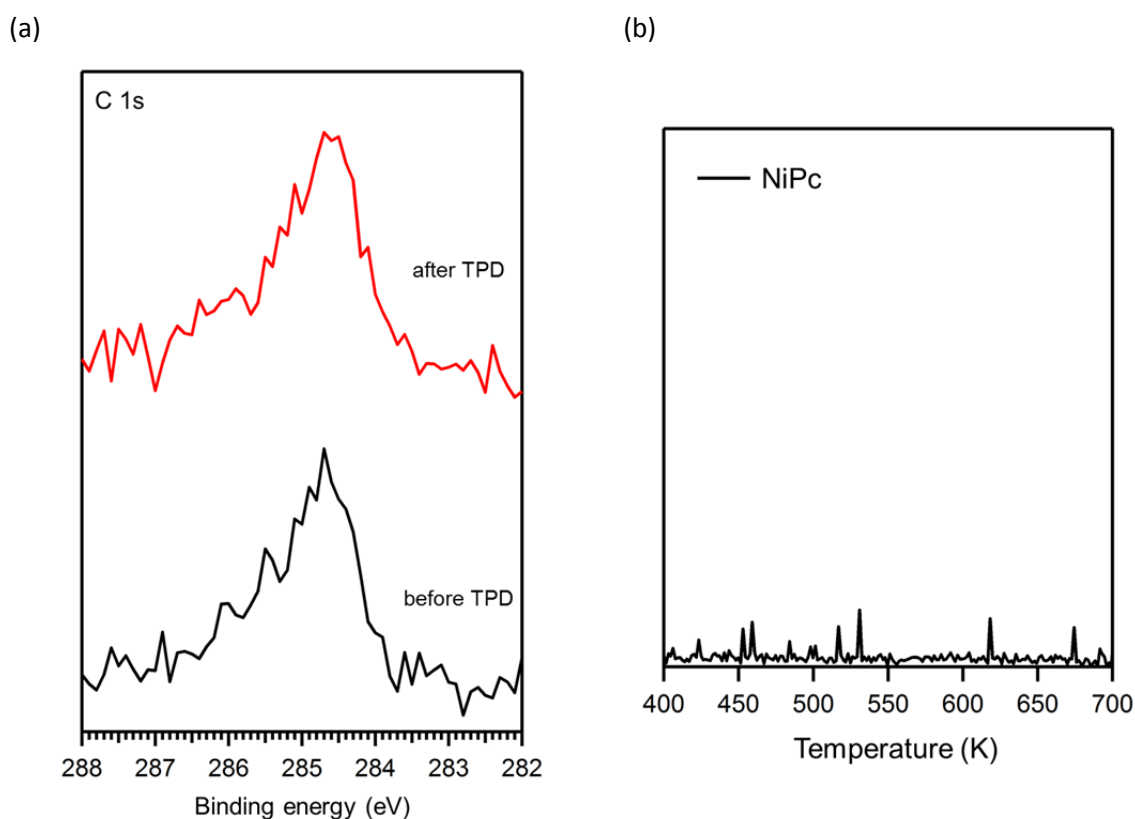 (a)
(b)
C 1s
after TPD
before TPD
288 287 286 285 284 283 282
Binding energy (eV)
NiPc
400 450 500 550 600 650 700
Temperature (K)